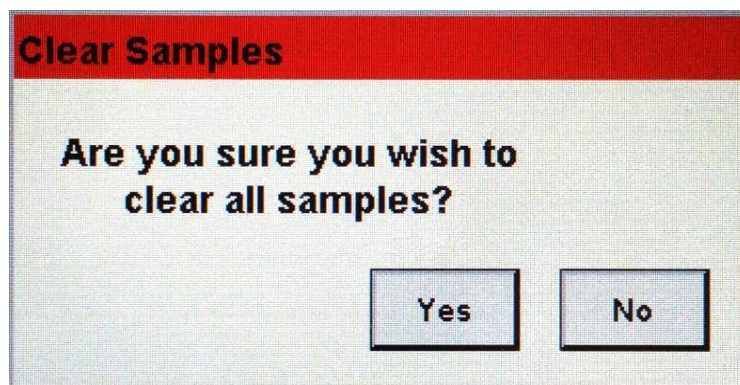 Clear Samples
Are you sure you wish to
clear all samples?
Yes
No